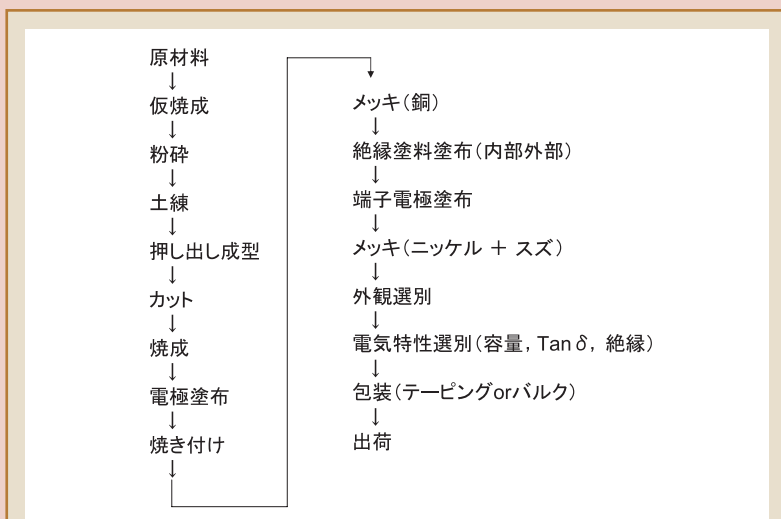 原材料
↓
仮焼成
↓
粉砕
↓
土練
↓
押し出し成型
↓
カット
↓
焼成
↓
電極塗布
↓
焼き付け
↓
メッキ（銅）
↓
絶縁塗料塗布（内部外部）
↓
端子電極塗布
↓
メッキ（ニッケル ＋ スズ）
↓
外観選別
↓
電気特性選別（容量，Tanδ，絶縁）
↓
包装（テーピングorバルク）
↓
出荷